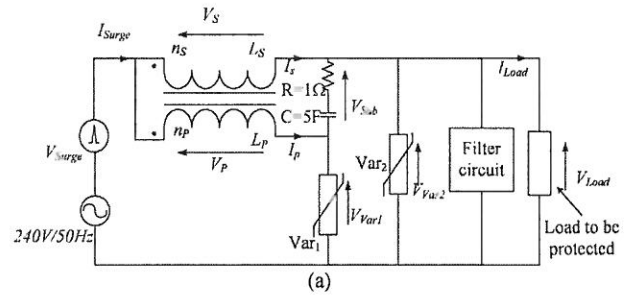 V_S
I_Surge
n_S
L_S
I_s
I_Load
R=1Ω
C=5F
V_Sub
n_P
L_P
I_p
V_P
V_Surge
Var_2
V_Var2
Filter
circuit
V_Load
240V/50Hz
Var_1
V_Var1
Load to be
protected
(a)